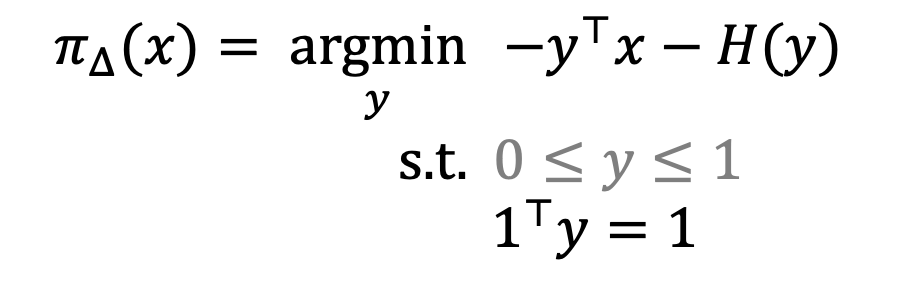 π_Δ(x) = argmin −y^⊤x − H(y)
y
s.t. 0 ≤ y ≤ 1
1^⊤y = 1